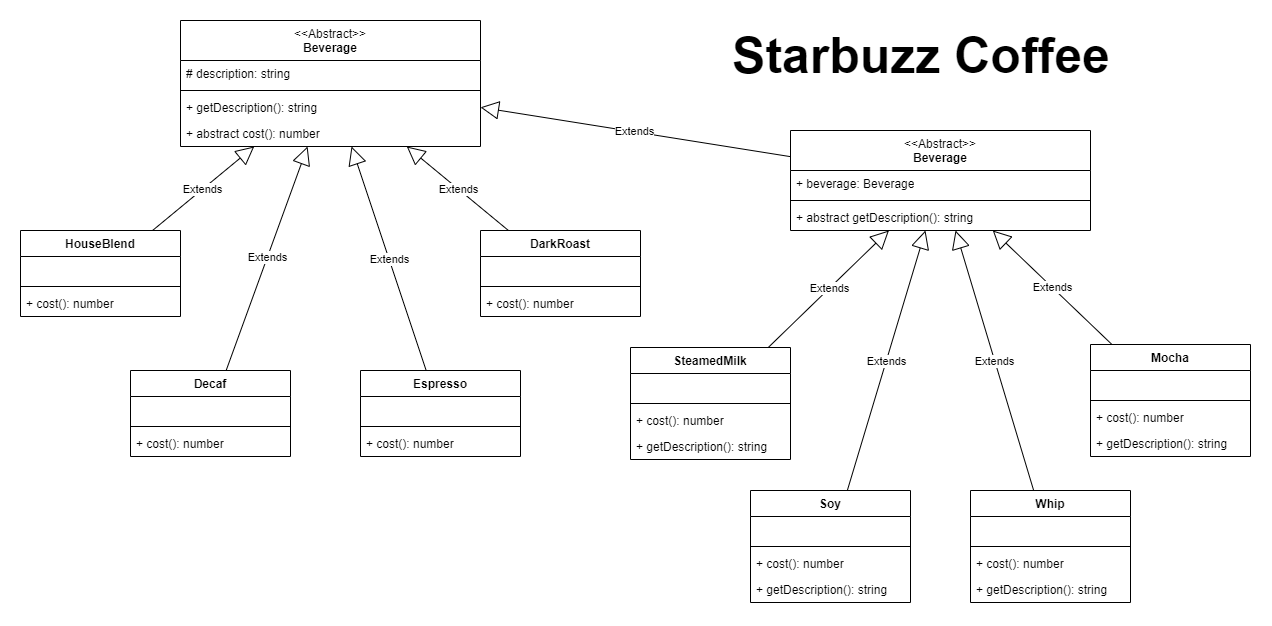 Starbuzz Coffee
<<Abstract>>
Beverage
# description: string
+ getDescription(): string
+ abstract cost(): number
Extends
<<Abstract>>
Beverage
+ beverage: Beverage
+ abstract getDescription(): string
Extends
Extends
Extends
Extends
HouseBlend
+ cost(): number
DarkRoast
+ cost(): number
Decaf
+ cost(): number
Espresso
+ cost(): number
Extends
Extends
Extends
Extends
SteamedMilk
+ cost(): number
+ getDescription(): string
Mocha
+ cost(): number
+ getDescription(): string
Soy
+ cost(): number
+ getDescription(): string
Whip
+ cost(): number
+ getDescription(): string